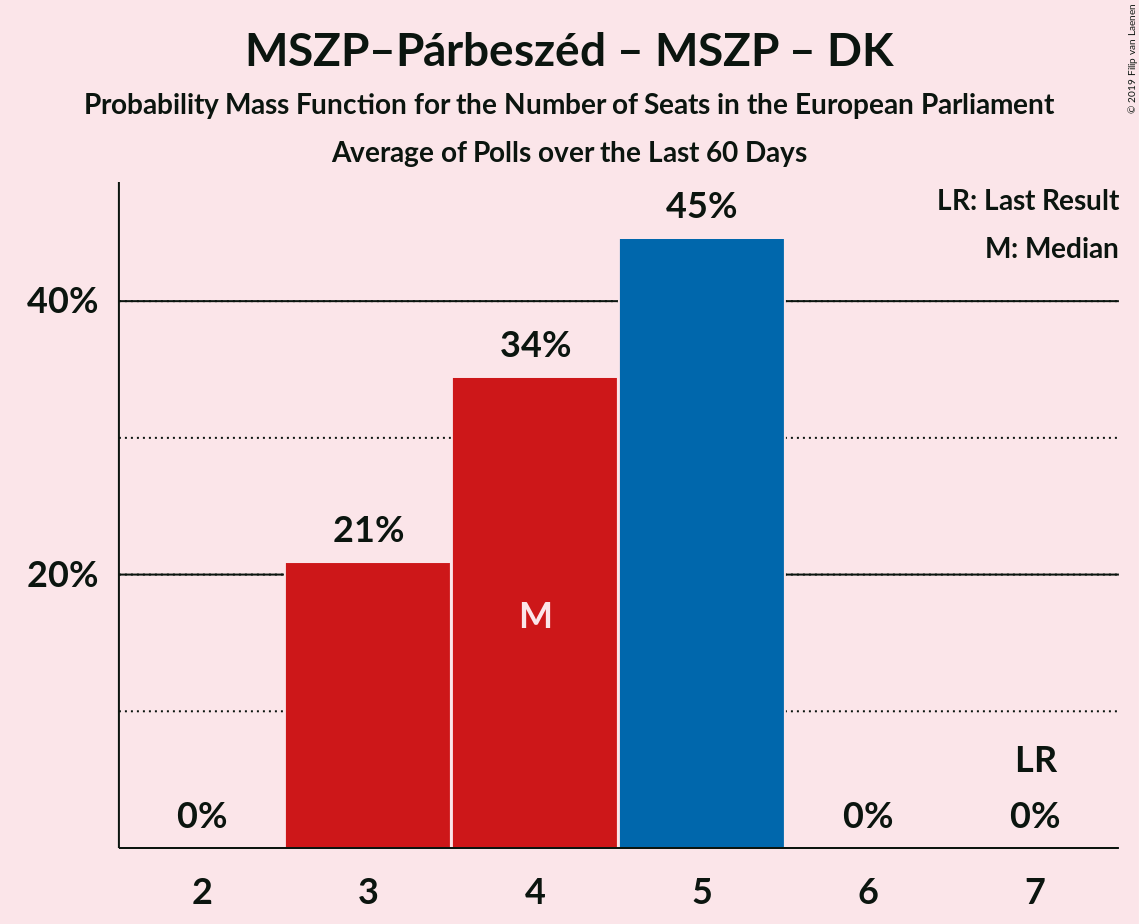 MSZP–Párbeszéd – MSZP – DK
Probability Mass Function for the Number of Seats in the European Parliament
Average of Polls over the Last 60 Days
© 2019 Filip van Laenen
LR: Last Result
M: Median
45%
40%
34%
21%
20%
M
LR
0%
0%
0%
2
3
4
5
6
7